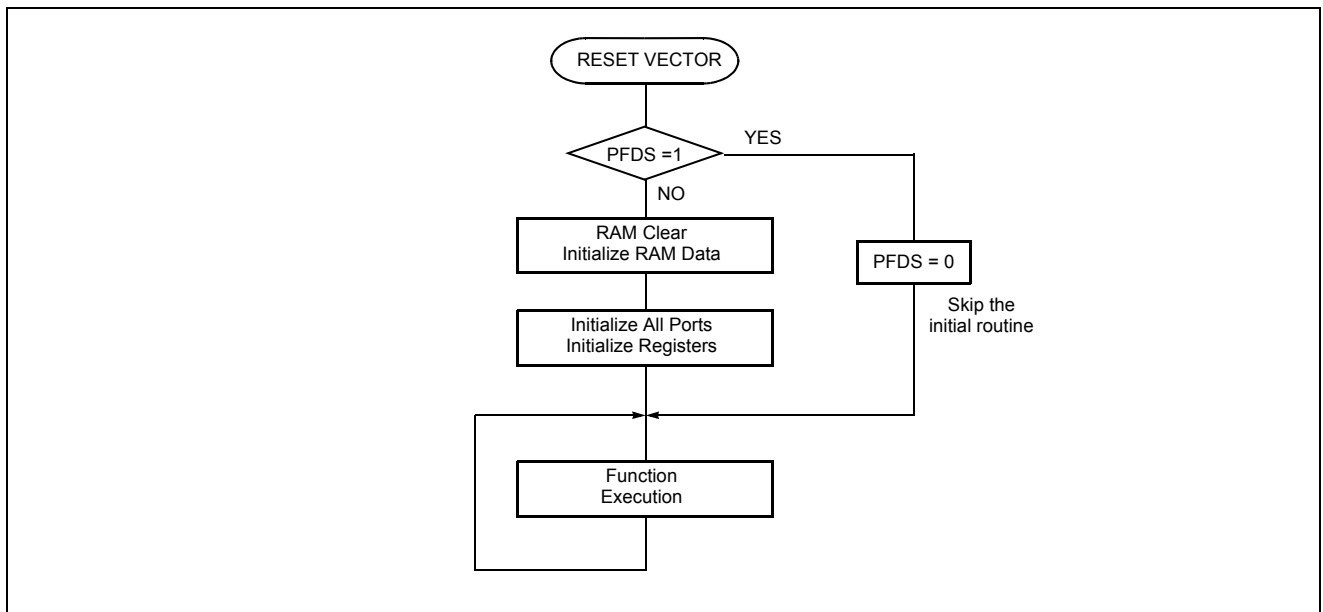 RESET VECTOR
YES
PFDS =1
NO
RAM Clear
Initialize RAM Data
PFDS = 0
Skip the
initial routine
Initialize All Ports
Initialize Registers
Function
Execution